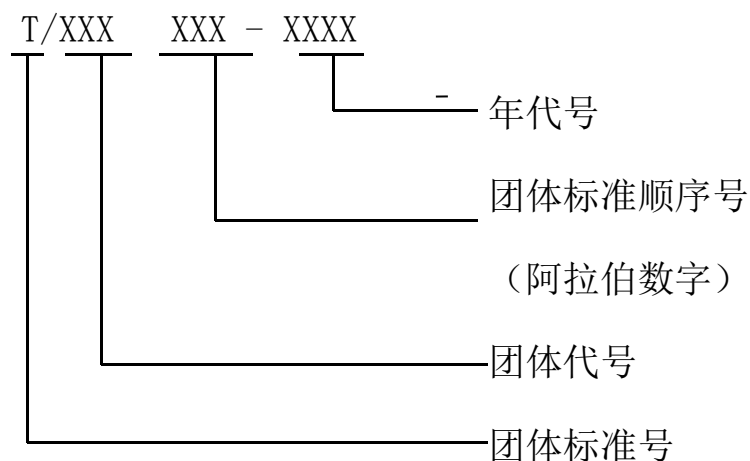 T/XXX XXX - XXXX
年代号
团体标准顺序号
（阿拉伯数字）
团体代号
团体标准号